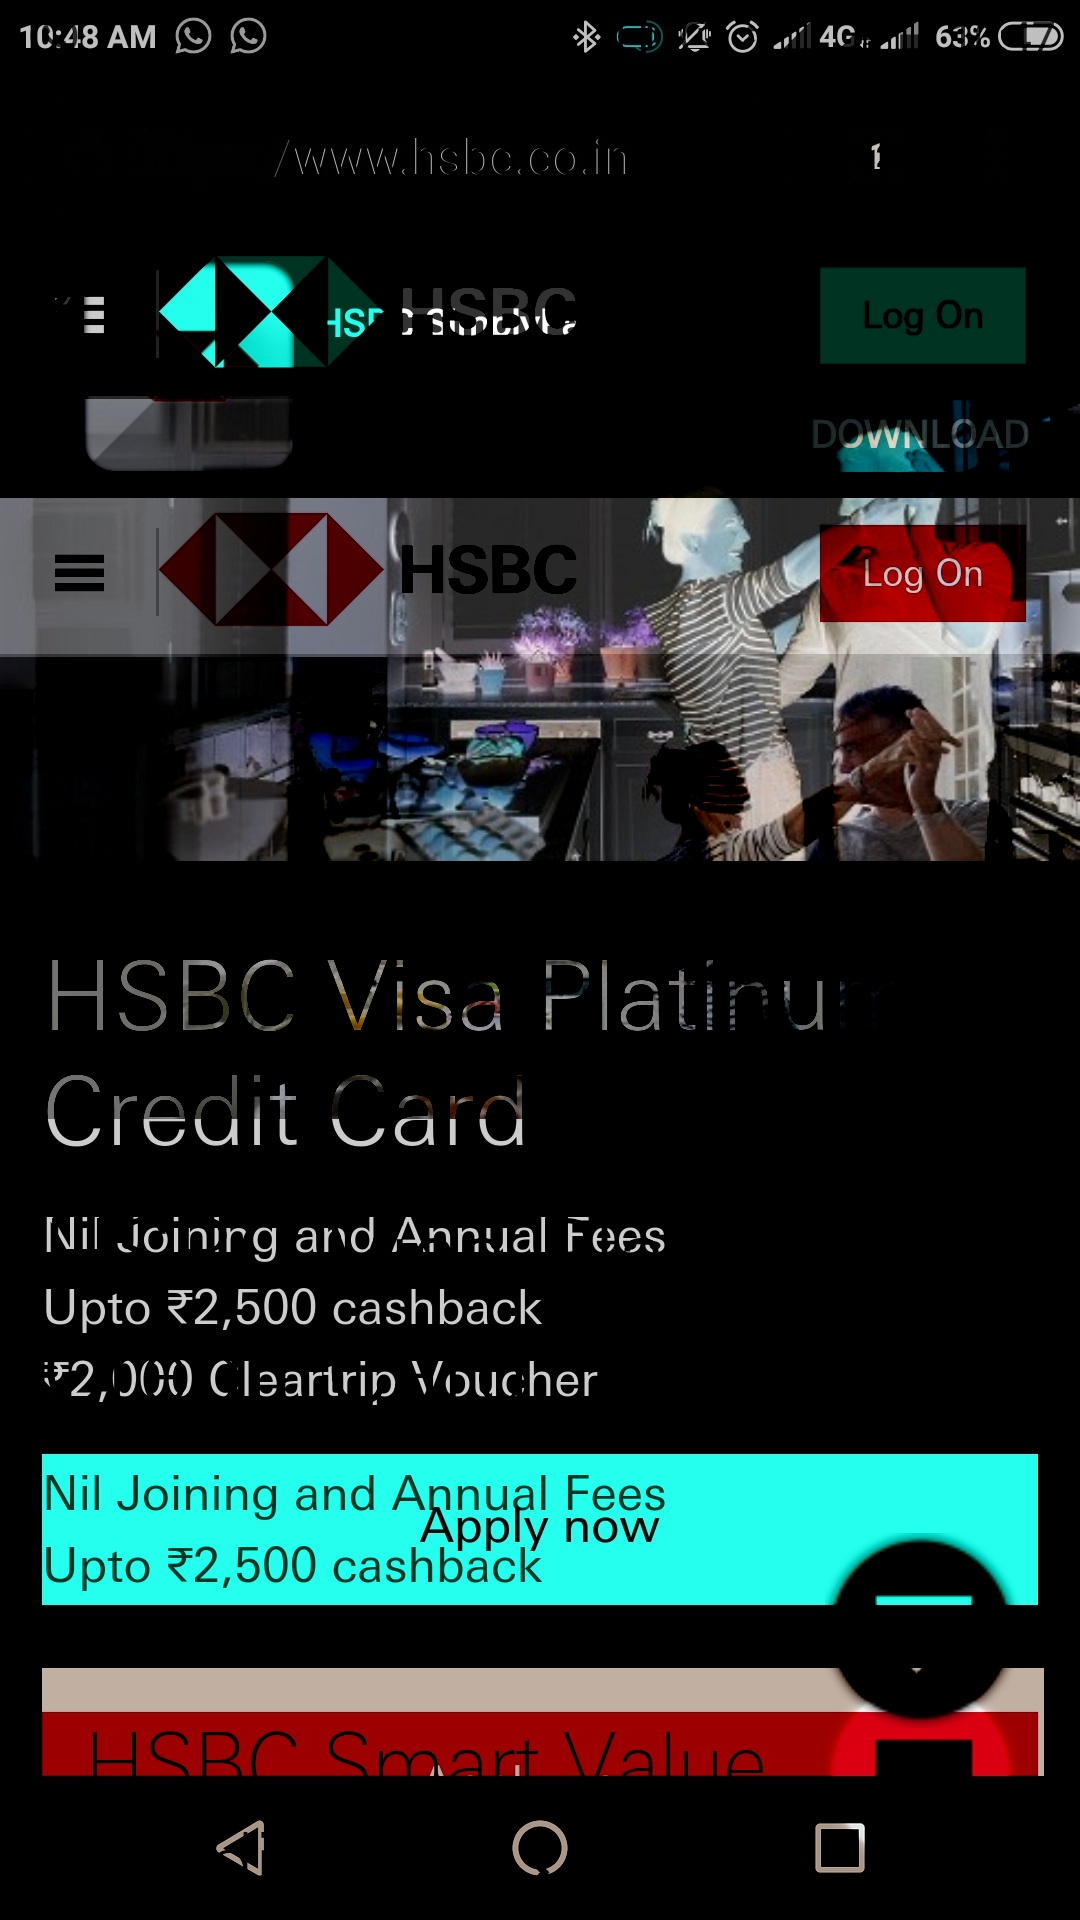 10:48 AM 4G 63%
/www.hsbc.co.in
HSBC
Log On
DOWNLOAD
HSBC
Log On
HSBC Visa Platinum
Credit Card
Nil Joining and Annual Fees
Upto ₹2,500 cashback
₹2,000 Cleartrip Voucher
Nil Joining and Annual Fees
Apply now
Upto ₹2,500 cashback
HSBC Smart Value